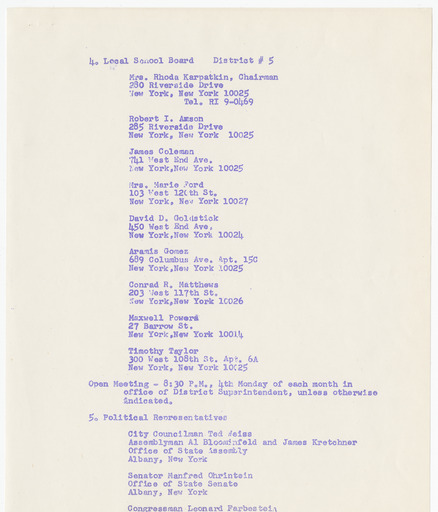 4. Local School Board District # 5
Mrs. Rhoda Karpatkin, Chairman
280 Riverside Drive
New York, New York 10025
Tel. RI 9-0469
Robert I. Amson
285 Riverside Drive
New York, New York 10025
James Coleman
741 West End Ave.
New York,New York 10025
Mrs. Marie Ford
103 West 120th St.
New York, New York 10027
David D. Goldstick
450 West End Ave.
New York,New York 10024
Aramis Gomez
689 Columbus Ave. Apt. 15C
New York,New York 10025
Conrad R. Matthews
203 West 117th St.
New York,New York 10026
Maxwell Powers
27 Barrow St.
New York,New York 10014
Timothy Taylor
300 West 108th St. Apt. 6A
New York, New York 10025
Open Meeting - 8:30 P.M., 4th Monday of each month in
office of District Superintendent, unless otherwise
indicated.
5. Political Representatives
City Councilman Ted Weiss
Assemblyman Al Bloominfeld and James Kretchner
Office of State Assembly
Albany, New York
Senator Manfred Ohrintein
Office of State Senate
Albany, New York
Congressman Leonard Farbestein